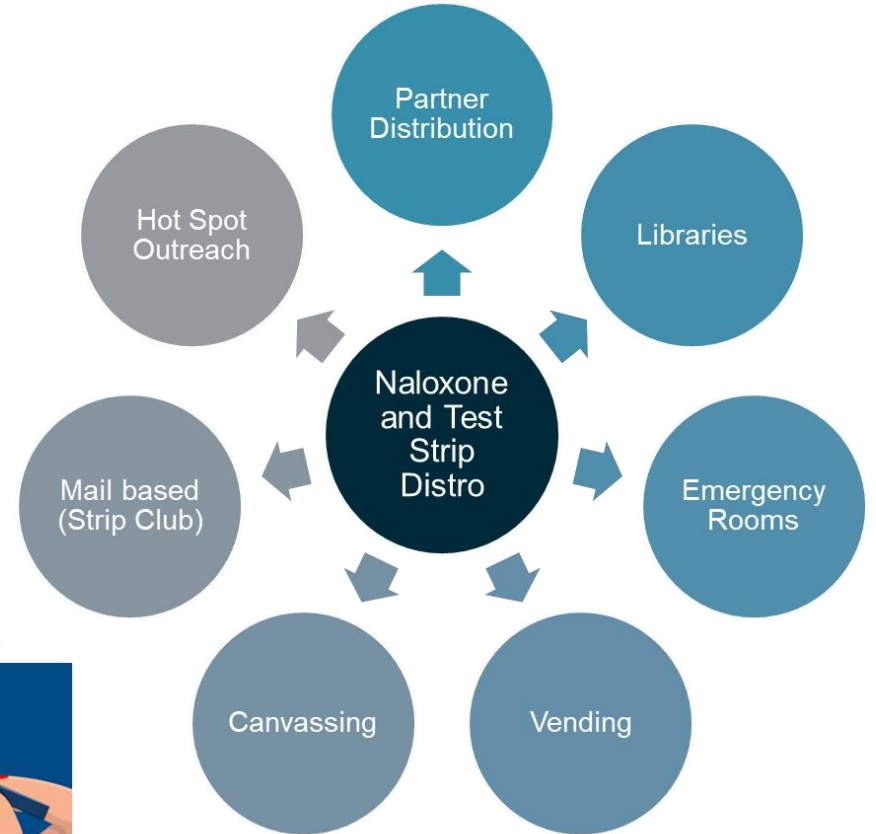 Partner
Distribution
Libraries
Emergency
Rooms
Vending
Canvassing
Mail based
(Strip Club)
Hot Spot
Outreach
Naloxone
and Test
Strip
Distro